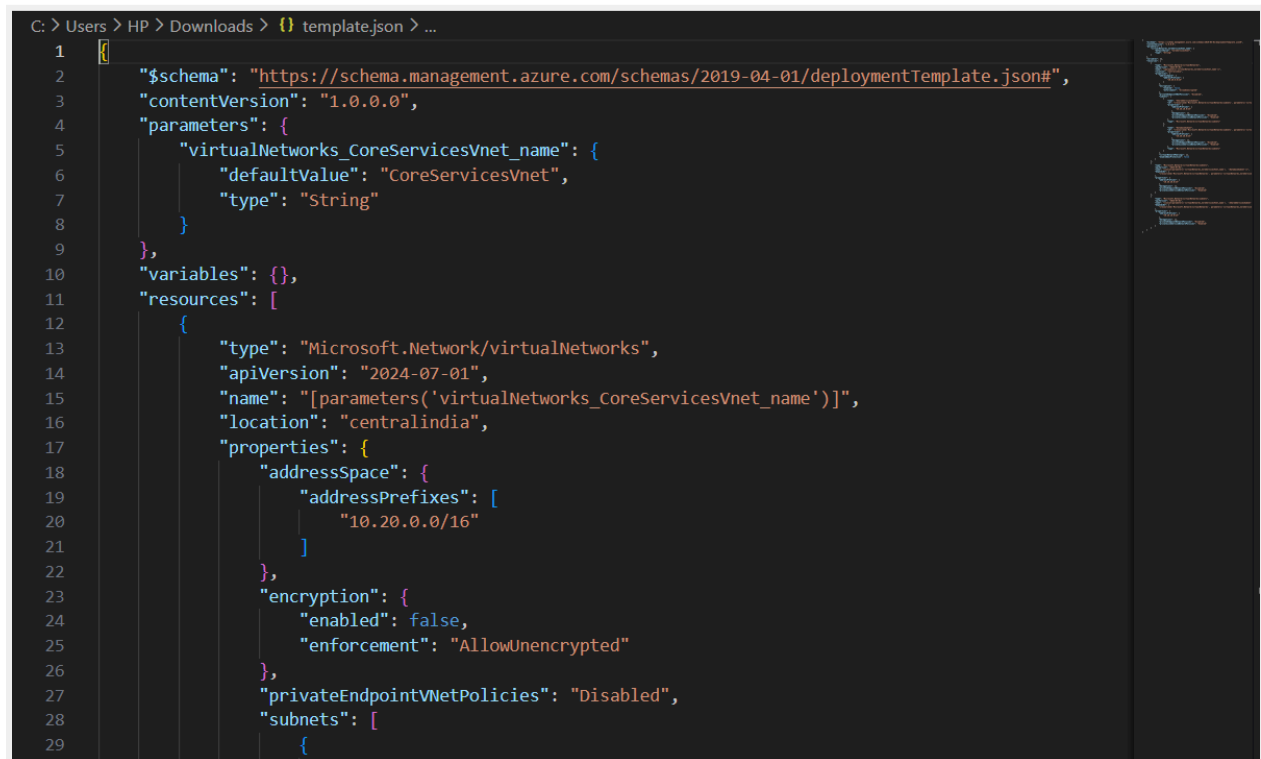 C: > Users > HP > Downloads > {} template.json > ...
1 {
2 "$schema": "https://schema.management.azure.com/schemas/2019-04-01/deploymentTemplate.json#",
3 "contentVersion": "1.0.0.0",
4 "parameters": {
5 "virtualNetworks_CoreServicesVnet_name": {
6 "defaultValue": "CoreServicesVnet",
7 "type": "String"
8 }
9 },
10 "variables": {},
11 "resources": [
12 {
13 "type": "Microsoft.Network/virtualNetworks",
14 "apiVersion": "2024-07-01",
15 "name": "[parameters('virtualNetworks_CoreServicesVnet_name')]",
16 "location": "centralindia",
17 "properties": {
18 "addressSpace": {
19 "addressPrefixes": [
20 "10.20.0.0/16"
21 ]
22 },
23 "encryption": {
24 "enabled": false,
25 "enforcement": "AllowUnencrypted"
26 },
27 "privateEndpointVNetPolicies": "Disabled",
28 "subnets": [
29 {